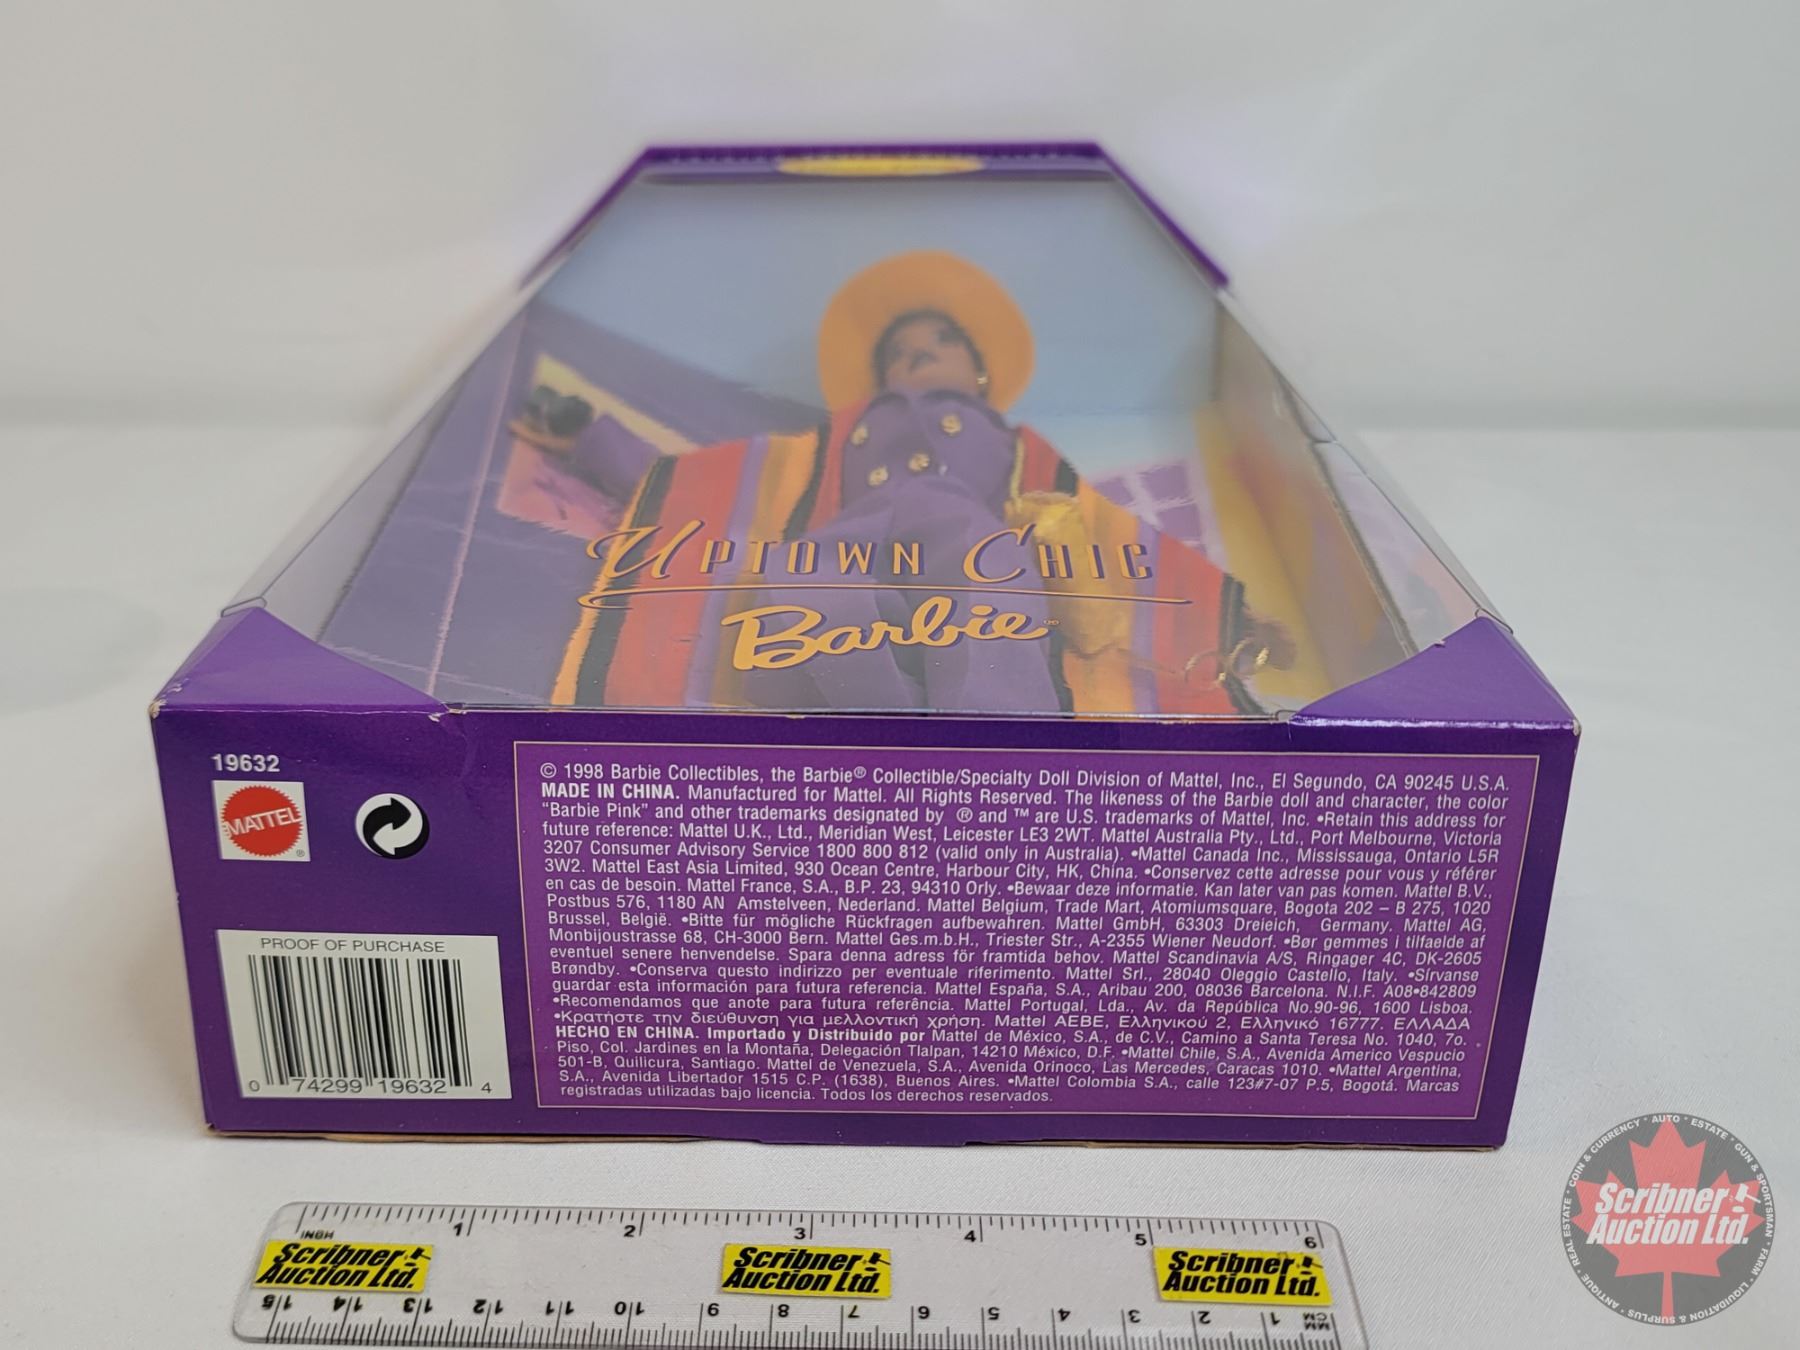 UPTOWN CHIC
Barbie™
19632
MATTEL®
PROOF OF PURCHASE
0 74299 19632 4
© 1998 Barbie Collectibles, the Barbie® Collectible/Specialty Doll Division of Mattel, Inc., El Segundo, CA 90245 U.S.A.
MADE IN CHINA. Manufactured for Mattel. All Rights Reserved. The likeness of the Barbie doll and character, the color
“Barbie Pink” and other trademarks designated by ® and ™ are U.S. trademarks of Mattel, Inc. •Retain this address for
future reference: Mattel U.K., Ltd., Meridian West, Leicester LE3 2WT. Mattel Australia Pty., Ltd., Port Melbourne, Victoria
3207 Consumer Advisory Service 1800 800 812 (valid only in Australia). •Mattel Canada Inc., Mississauga, Ontario L5R
3W2. Mattel East Asia Limited, 930 Ocean Centre, Harbour City, HK, China. •Conservez cette adresse pour vous y référer
en cas de besoin. Mattel France, S.A., B.P. 23, 94310 Orly. •Bewaar deze informatie. Kan later van pas komen. Mattel B.V.,
Postbus 576, 1180 AN Amstelveen, Nederland. Mattel Belgium, Trade Mart, Atomiumsquare, Bogota 202 – B 275, 1020
Brussel, België. •Bitte für mögliche Rückfragen aufbewahren. Mattel GmbH, 63303 Dreieich, Germany. Mattel AG,
Monbijoustrasse 68, CH-3000 Bern. Mattel Ges.m.b.H., Triester Str., A-2355 Wiener Neudorf. •Bør gemmes i tilfaelde af
eventuel senere henvendelse. Spara denna adress för framtida behov. Mattel Scandinavia A/S, Ringager 4C, DK-2605
Brøndby. •Conserva questo indirizzo per eventuale riferimento. Mattel Srl., 28040 Oleggio Castello, Italy. •Sírvanse
guardar esta información para futura referencia. Mattel España, S.A., Aribau 200, 08036 Barcelona. N.I.F. A08•842809
•Recomendamos que anote para futura referência. Mattel Portugal, Lda., Av. da República No.90-96, 1600 Lisboa.
•Κρατήστε την διεύθυνση για μελλοντική χρήση. Mattel AEBE, Ελληνικού 2, Ελληνικό 16777. ΕΛΛΑΔΑ
HECHO EN CHINA. Importado y Distribuido por Mattel de México, S.A., de C.V., Camino a Santa Teresa No. 1040, 7o.
Piso, Col. Jardines en la Montaña, Delegación Tlalpan, 14210 México, D.F. •Mattel Chile, S.A., Avenida Americo Vespucio
501-B, Quilicura, Santiago. Mattel de Venezuela, S.A., Avenida Orinoco, Las Mercedes, Caracas 1010. •Mattel Argentina,
S.A., Avenida Libertador 1515 C.P. (1638), Buenos Aires. •Mattel Colombia S.A., calle 123#7-07 P.5, Bogotá. Marcas
registradas utilizadas bajo licencia. Todos los derechos reservados.
INCH 1 2 3 4 5 6
Scribner Auction Ltd. Scribner Auction Ltd. Scribner Auction Ltd.
15 14 13 12 11 10 9 8 7 6 5 4 3 2 1 MM CM
COIN & CURRENCY • AUTO • ESTATE • GUN & SPORTSMAN • FARM • LIQUIDATION & SURPLUS • ANTIQUE • REAL ESTATE •
Scribner
Auction Ltd.